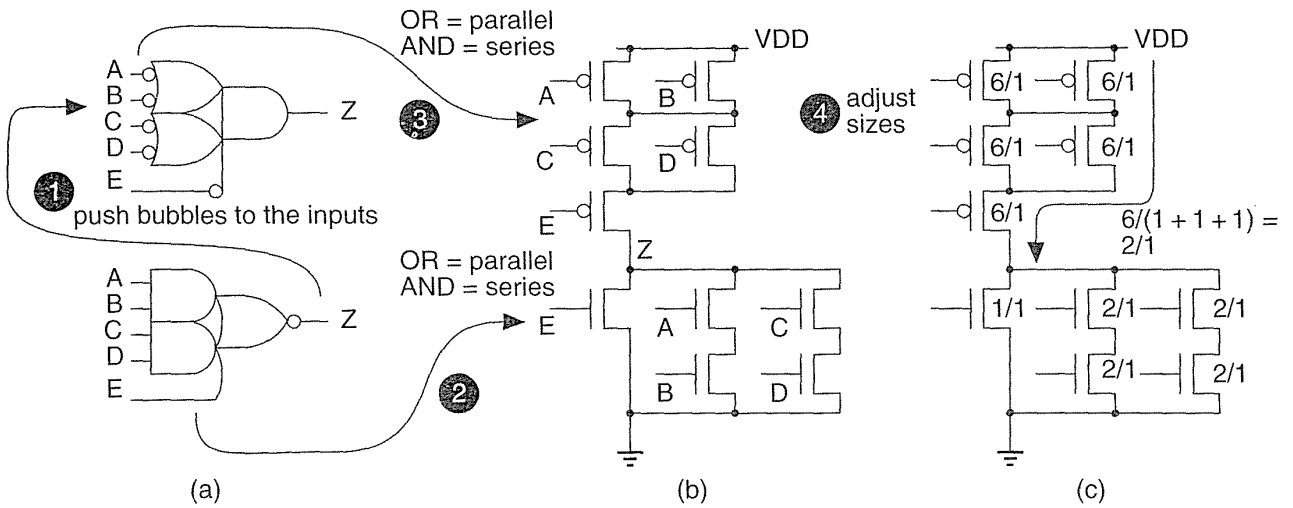 A
B
C
D
E
Z
1
push bubbles to the inputs
A
B
C
D
E
Z
(a)
OR = parallel
AND = series
3
OR = parallel
AND = series
2
VDD
A
B
C
D
E
Z
E
A
C
B
D
(b)
4 adjust
sizes
VDD
6/1 6/1
6/1 6/1
6/1
6/(1 + 1 + 1) =
2/1
1/1 2/1 2/1
2/1 2/1
(c)